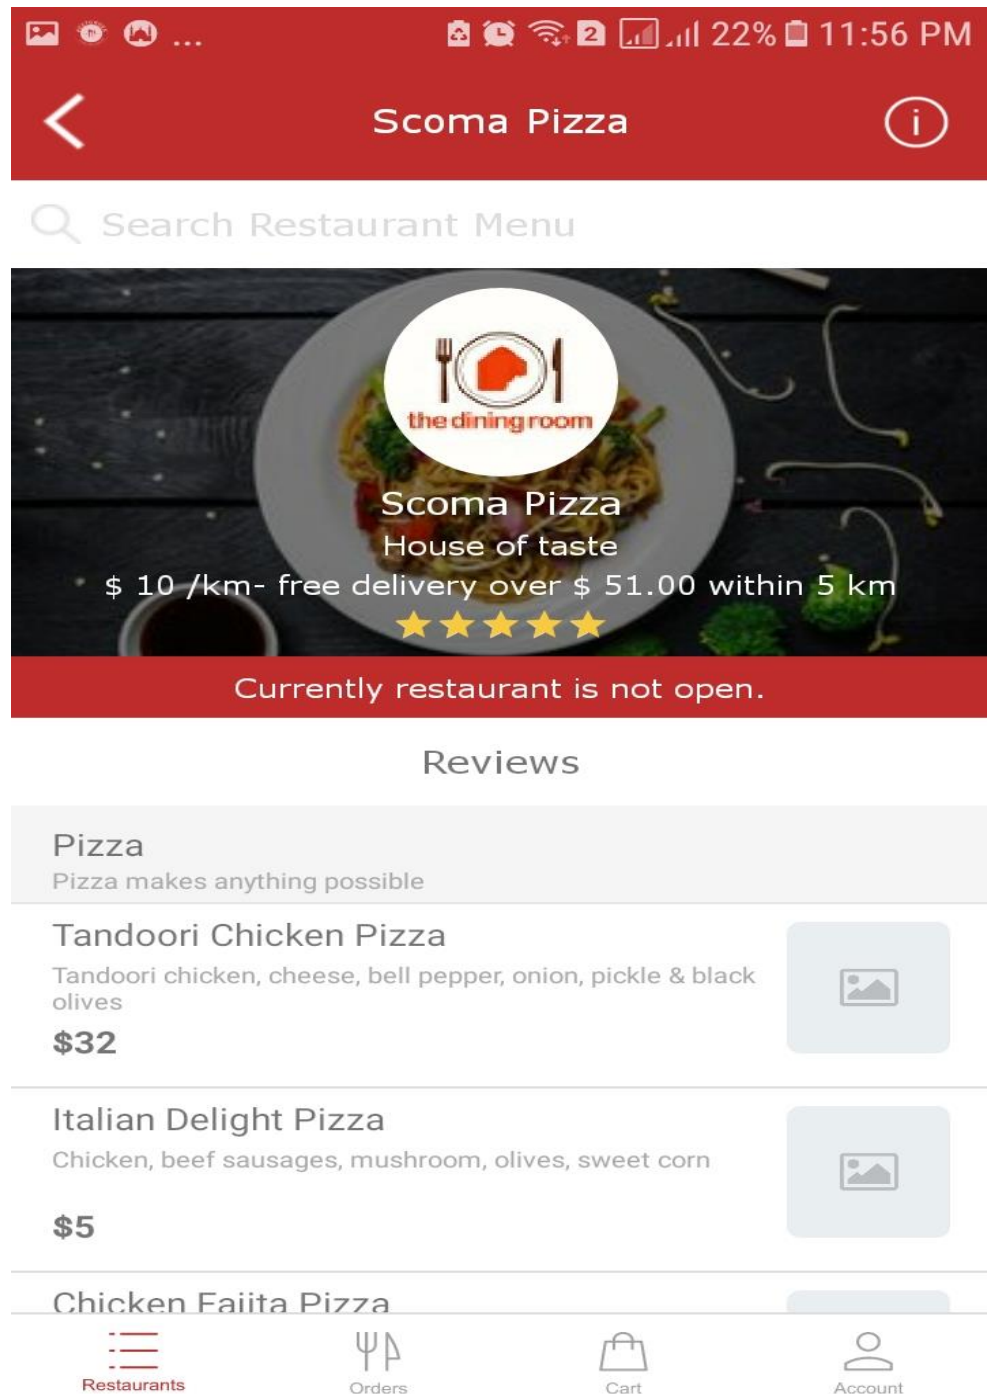 ... 2 22% 11:56 PM
Scoma Pizza
i
Search Restaurant Menu
the dining room
Scoma Pizza
House of taste
$ 10 /km- free delivery over $ 51.00 within 5 km
Currently restaurant is not open.
Reviews
Pizza
Pizza makes anything possible
Tandoori Chicken Pizza
Tandoori chicken, cheese, bell pepper, onion, pickle & black
olives
$32
Italian Delight Pizza
Chicken, beef sausages, mushroom, olives, sweet corn
$5
Chicken Fajita Pizza
Restaurants Orders Cart Account